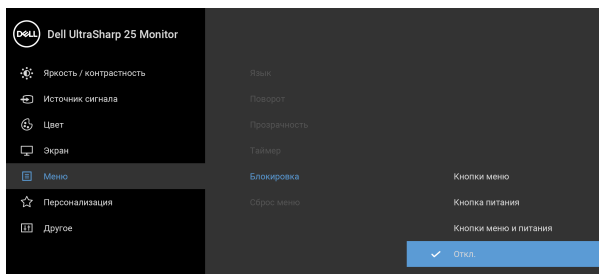 DELL
Dell UltraSharp 25 Monitor
Яркость / контрастность
Источник сигнала
Цвет
Экран
Меню
Персонализация
Другое
Язык
Поворот
Прозрачность
Таймер
Блокировка
Сброс меню
Кнопки меню
Кнопка питания
Кнопки меню и питания
Откл.